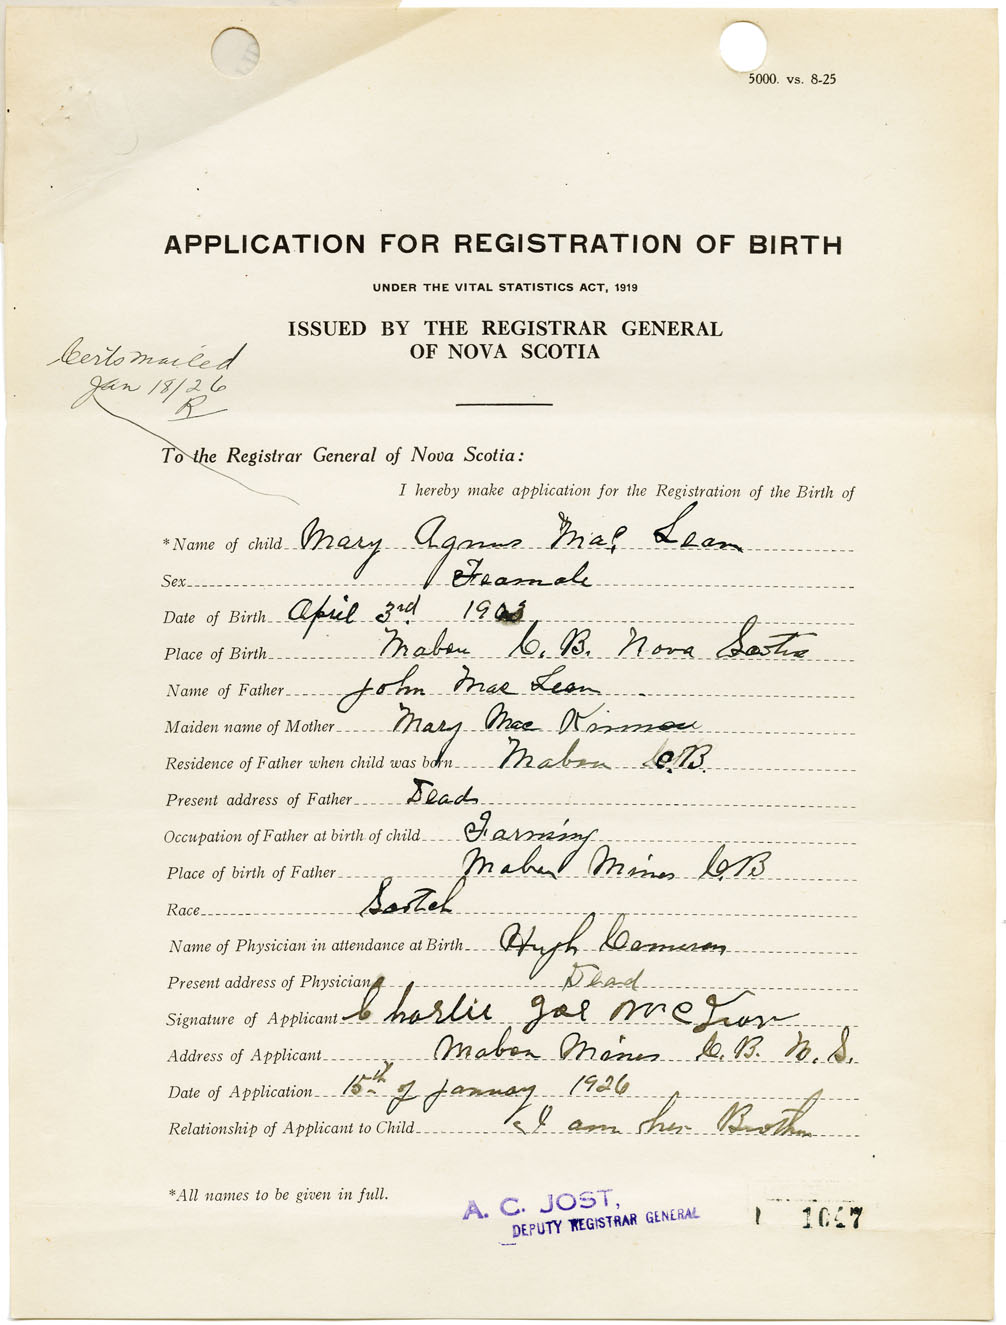 5000. vs. 8-25
APPLICATION FOR REGISTRATION OF BIRTH
UNDER THE VITAL STATISTICS ACT, 1919
ISSUED BY THE REGISTRAR GENERAL
OF NOVA SCOTIA
Certs mailed
Jan 18/26
R
To the Registrar General of Nova Scotia:
I hereby make application for the Registration of the Birth of
*Name of child Mary Agnus Mac Lean
Sex Feamale
Date of Birth April 3rd 1903
Place of Birth Mabou C. B. Nova Scotia
Name of Father John Mac Lean
Maiden name of Mother Mary Mac Kinnon
Residence of Father when child was born Mabou C.B.
Present address of Father Dead
Occupation of Father at birth of child Farming
Place of birth of Father Mabou Mines C.B
Race Scotch
Name of Physician in attendance at Birth Hugh Cameron
Present address of Physician Dead
Signature of Applicant Charlie Joe
Address of Applicant Mabou Mines C. B. N. S.
Date of Application 15th of January 1926
Relationship of Applicant to Child I am her Brother
*All names to be given in full.
A. C. JOST,
DEPUTY REGISTRAR GENERAL
1047